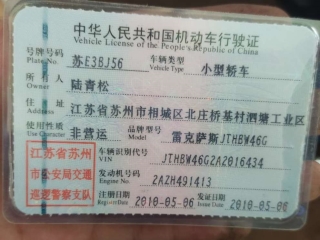 中华人民共和国机动车行驶证
Vehicle License of the People's Republic of China
号牌号码 苏E3BJ56 车辆类型 小型轿车
Plate No. Vehicle Type
所有人 陆青松
Owner
住址 江苏省苏州市相城区北庄桥基村泗塘工业区
Address
使用性质 非营运 品牌型号 雷克萨斯JTHBW46G
Use Character Model
江苏省苏州 车辆识别代号 JTHBW46G2A2016434
VIN
市公安局交通 发动机号码 2AZH491413
Engine No.
巡逻警察支队 注册日期 2010-05-06 发证日期 2010-05-06
Register Date Issue Date